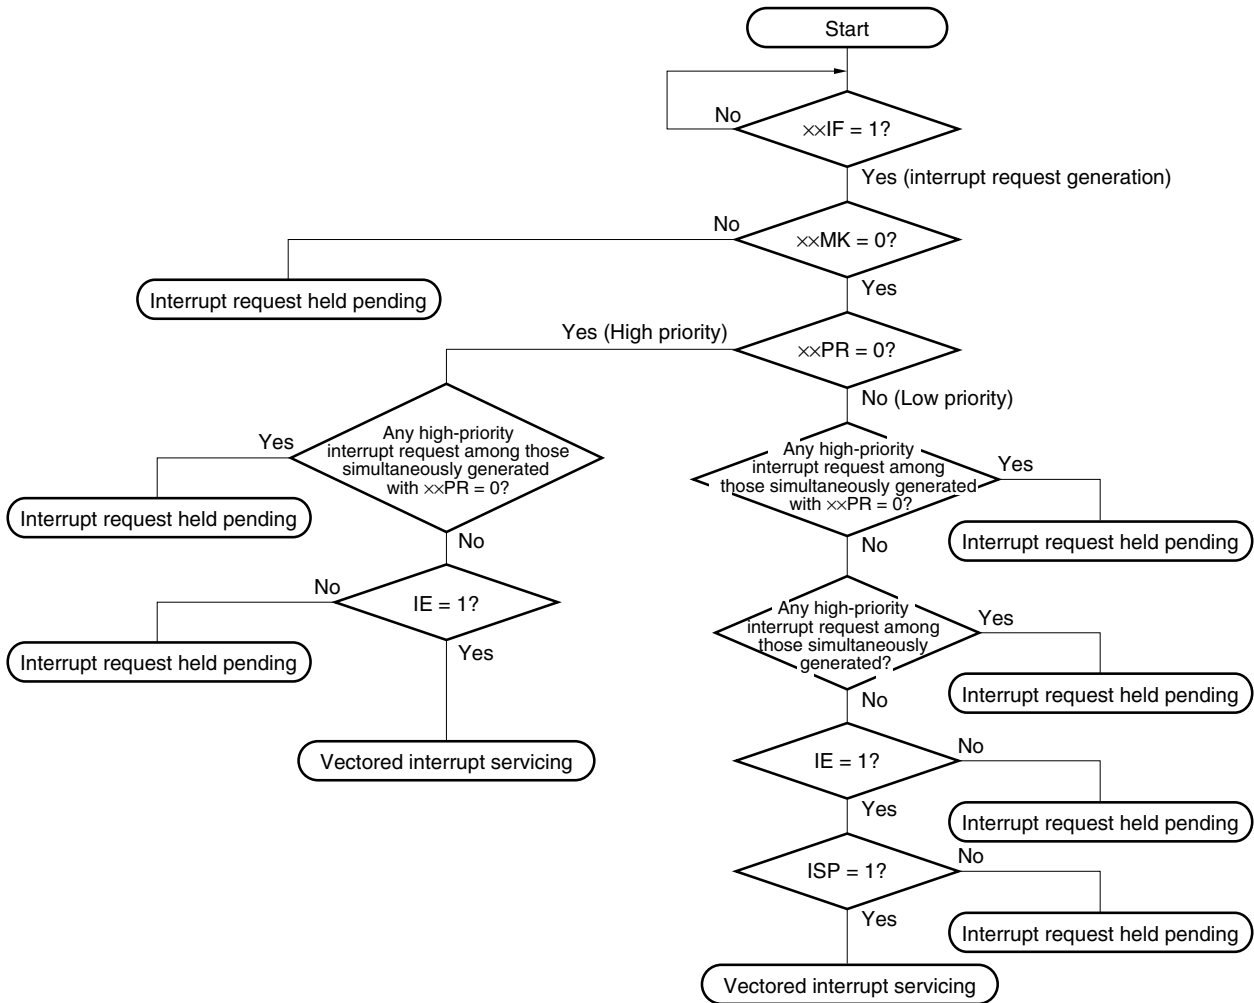 Start
No
××IF = 1?
Yes (interrupt request generation)
No
××MK = 0?
Interrupt request held pending
Yes
Yes (High priority)
××PR = 0?
No (Low priority)
Yes
Any high-priority
interrupt request among those
simultaneously generated
with ××PR = 0?
Interrupt request held pending
No
No
IE = 1?
Interrupt request held pending
Yes
Vectored interrupt servicing
Any high-priority
interrupt request among
those simultaneously generated
with ××PR = 0?
Yes
Interrupt request held pending
No
Any high-priority
interrupt request among
those simultaneously
generated?
Yes
Interrupt request held pending
No
IE = 1?
No
Interrupt request held pending
Yes
ISP = 1?
No
Interrupt request held pending
Yes
Vectored interrupt servicing